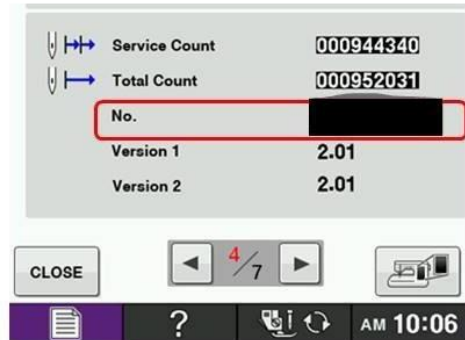 Service Count 000944340
Total Count 000952031
No.
Version 1 2.01
Version 2 2.01
CLOSE 4/7
? AM 10:06